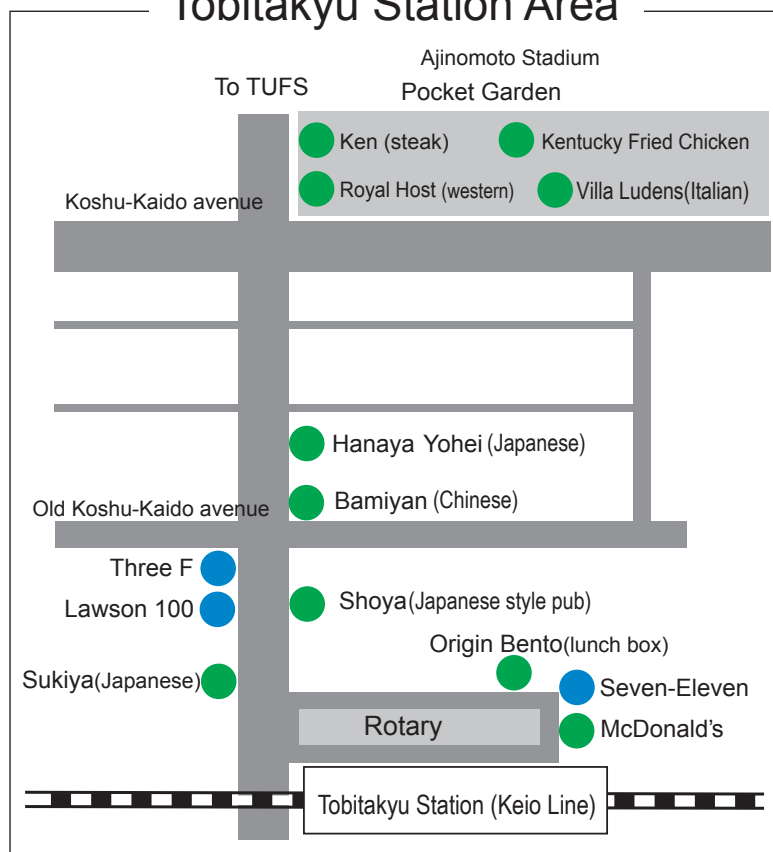 Tobitakyu Station Area
Ajinomoto Stadium
To TUFS
Pocket Garden
Ken (steak)
Kentucky Fried Chicken
Royal Host (western)
Villa Ludens(Italian)
Koshu-Kaido avenue
Hanaya Yohei (Japanese)
Bamiyan (Chinese)
Old Koshu-Kaido avenue
Three F
Lawson 100
Shoya(Japanese style pub)
Origin Bento(lunch box)
Sukiya(Japanese)
Seven-Eleven
Rotary
McDonald's
Tobitakyu Station (Keio Line)